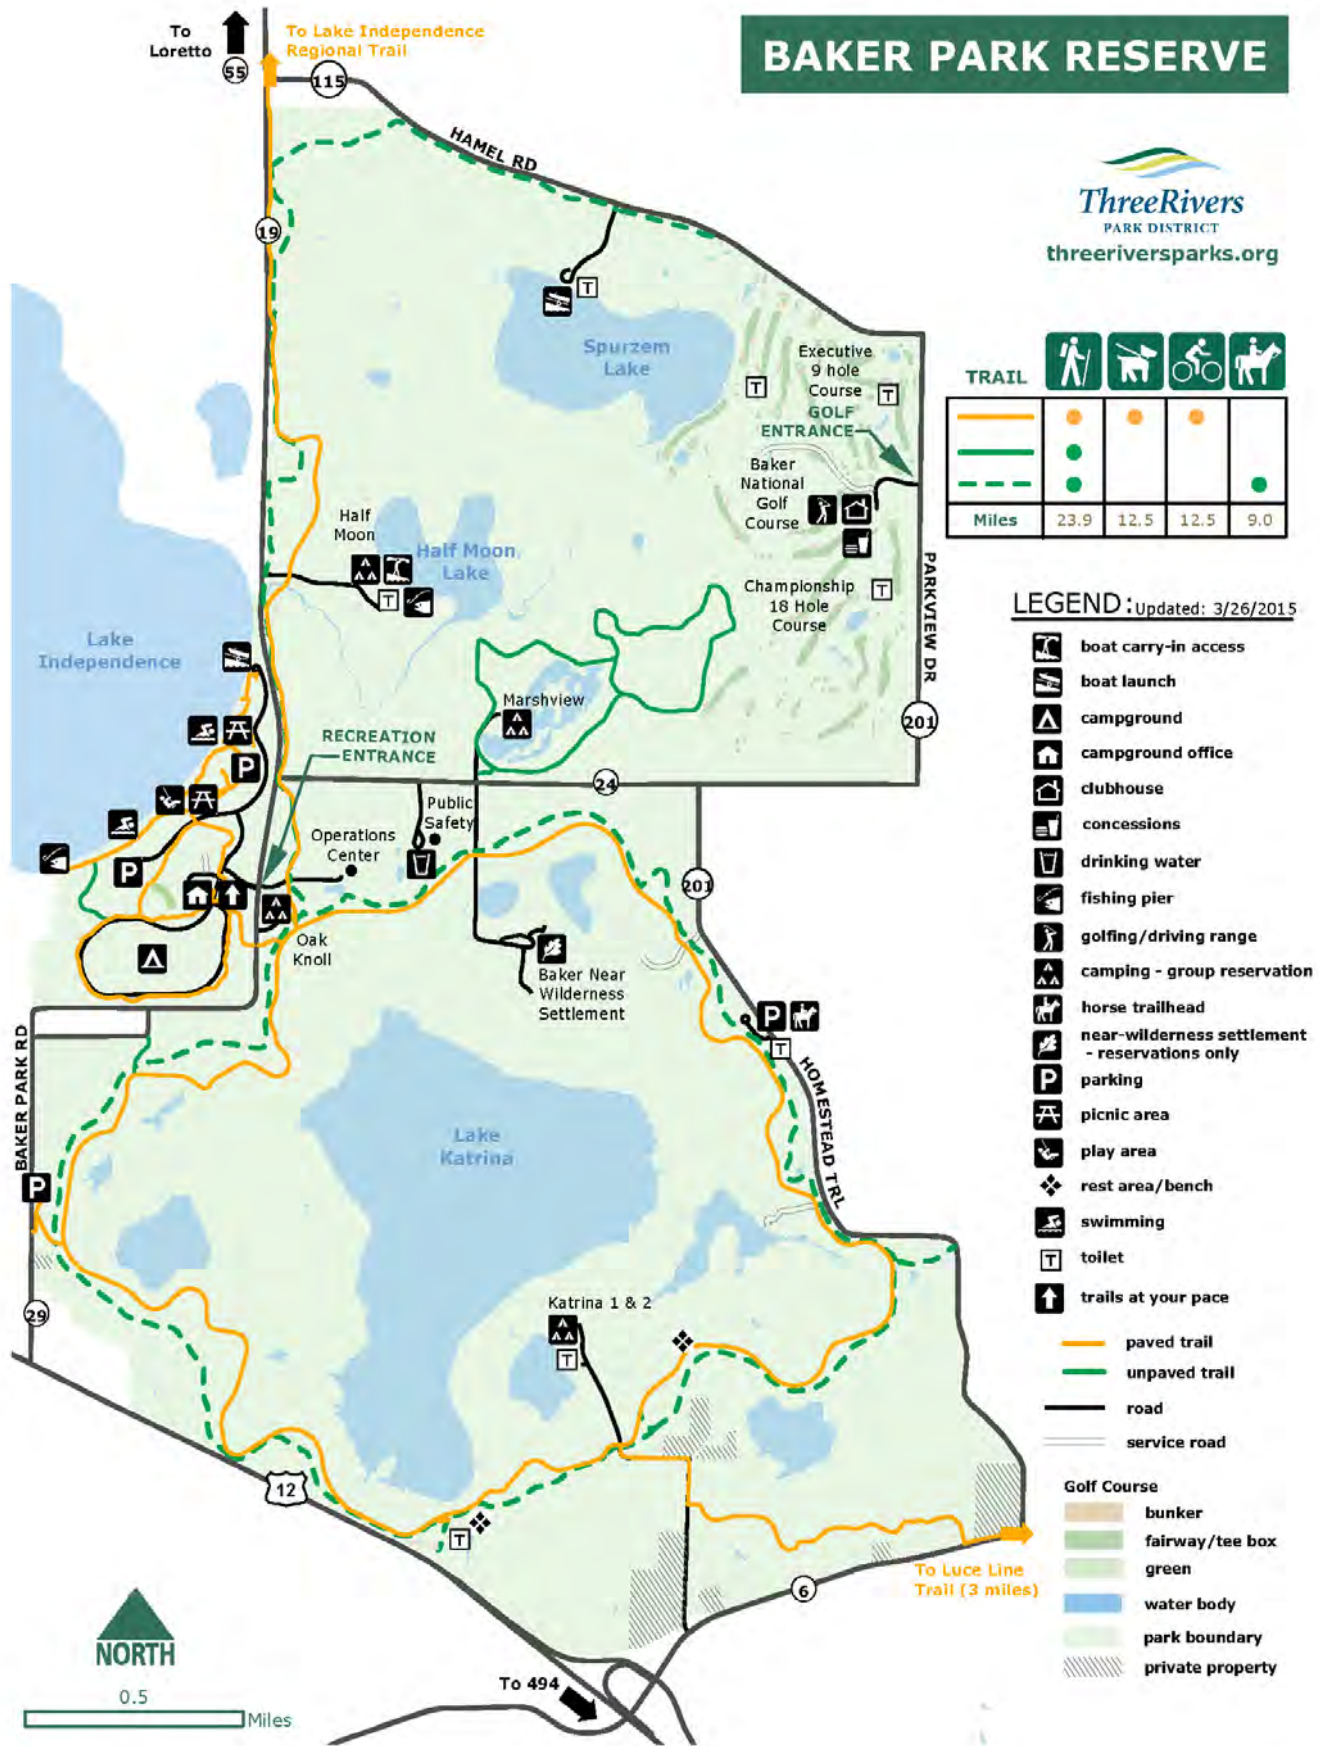 BAKER PARK RESERVE
To
Loretto
55
To Lake Independence
Regional Trail
115
HAMEL RD
ThreeRivers
PARK DISTRICT
threeriversparks.org
19
T
Spurzem
Lake
T
Executive
9 hole
Course
T
GOLF
ENTRANCE
Baker
National
Golf
Course
TRAIL
Miles 23.9 12.5 12.5 9.0
Half
Moon
Half Moon
Lake
T
Championship
18 Hole
Course
T
PARKVIEW DR
201
Lake
Independence
Marshview
RECREATION
ENTRANCE
P
24
Public
Safety
Operations
Center
P
201
Oak
Knoll
Baker Near
Wilderness
Settlement
P
T
HOMESTEAD TRL
BAKER PARK RD
P
Lake
Katrina
29
Katrina 1 & 2
T
12
T
To Luce Line
Trail (3 miles)
6
NORTH
0.5
Miles
To 494
LEGEND: Updated: 3/26/2015
boat carry-in access
boat launch
campground
campground office
clubhouse
concessions
drinking water
fishing pier
golfing/driving range
camping - group reservation
horse trailhead
near-wilderness settlement
- reservations only
P parking
picnic area
play area
rest area/bench
swimming
T toilet
trails at your pace
paved trail
unpaved trail
road
service road
Golf Course
bunker
fairway/tee box
green
water body
park boundary
private property